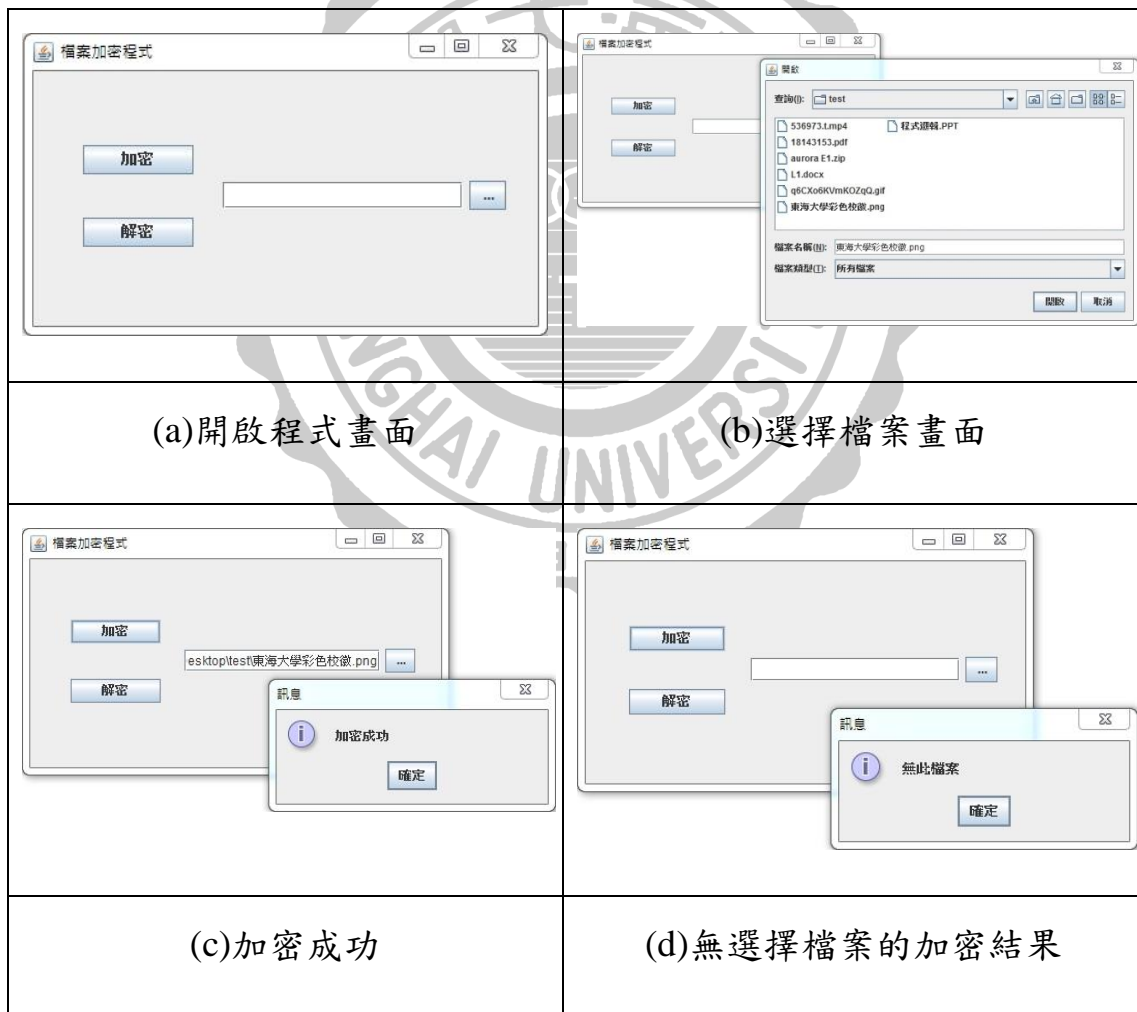 檔案加密程式
加密
解密
...
檔案加密程式
加密
解密
開啟
查詢(I): test
536973.t.mp4
程式邏輯.PPT
18143153.pdf
aurora E1.zip
L1.docx
q6CXo6KVmKOZqQ.gif
東海大學彩色校徽.png
檔案名稱(N): 東海大學彩色校徽.png
檔案類型(T): 所有檔案
開啟 取消
(a)開啟程式畫面
(b)選擇檔案畫面
檔案加密程式
加密
esktop\test\東海大學彩色校徽.png ...
解密
訊息
加密成功
確定
檔案加密程式
加密
...
解密
訊息
無此檔案
確定
(c)加密成功
(d)無選擇檔案的加密結果
NGHAI UNIVERSI